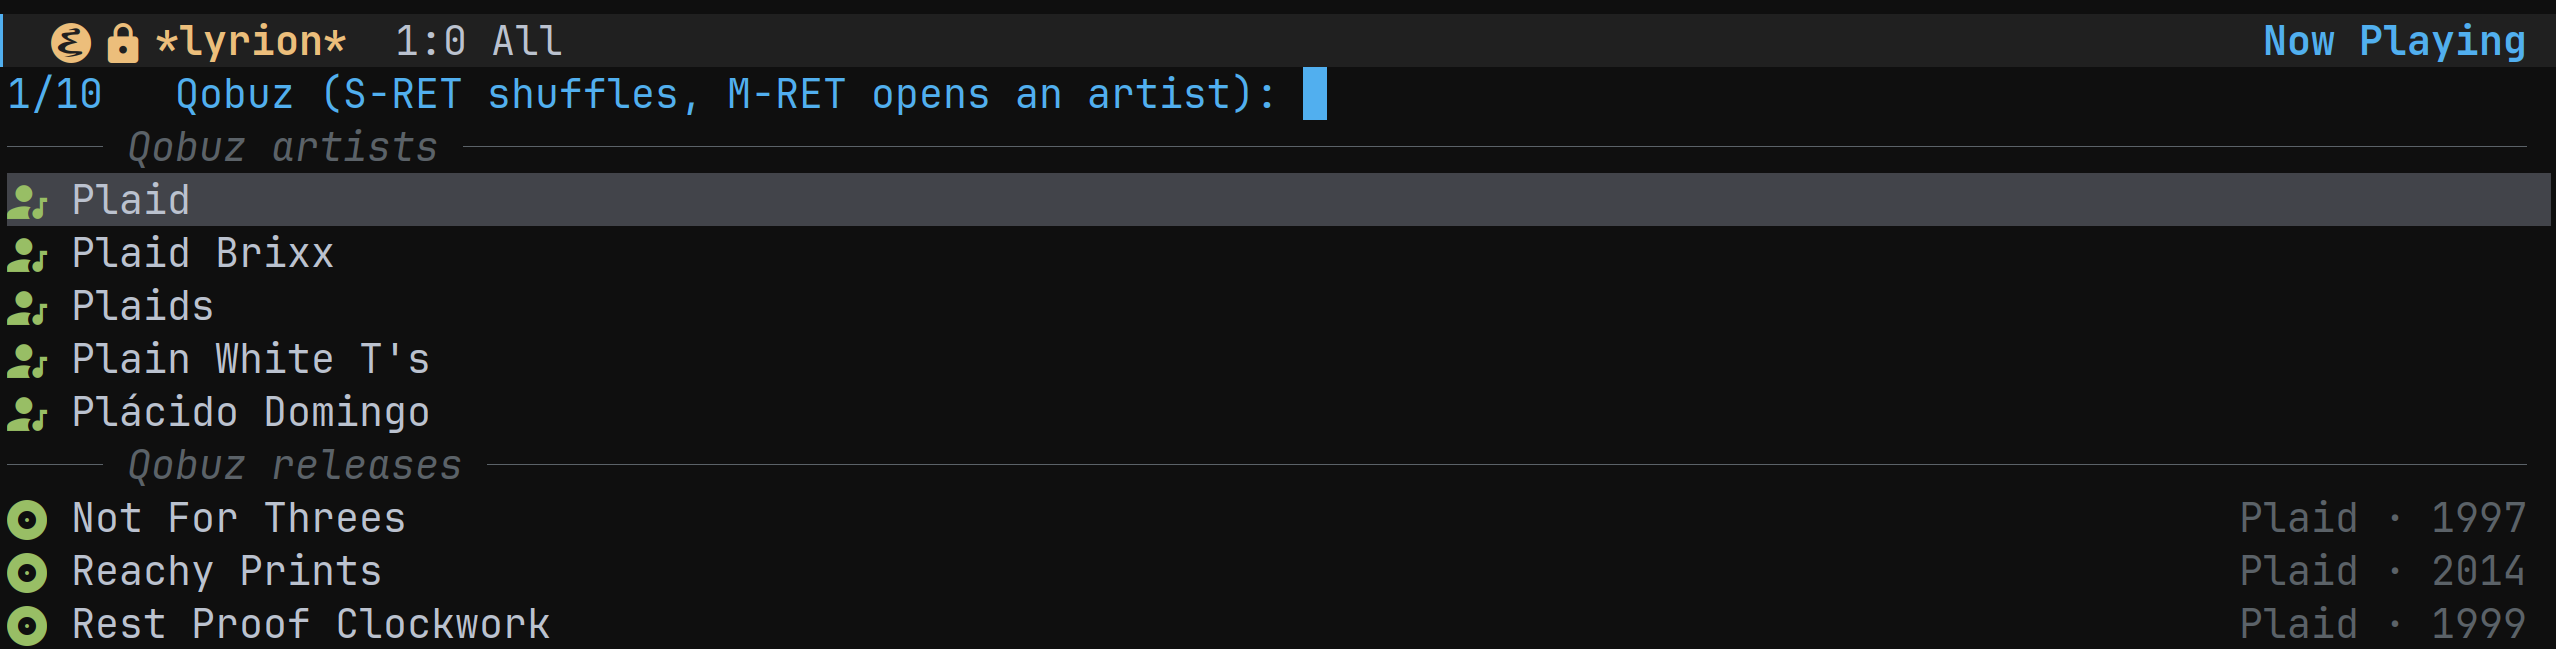 *lyrion* 1:0 All Now Playing
1/10 Qobuz (S-RET shuffles, M-RET opens an artist):
Qobuz artists
Plaid
Plaid Brixx
Plaids
Plain White T's
Plácido Domingo
Qobuz releases
Not For Threes Plaid · 1997
Reachy Prints Plaid · 2014
Rest Proof Clockwork Plaid · 1999